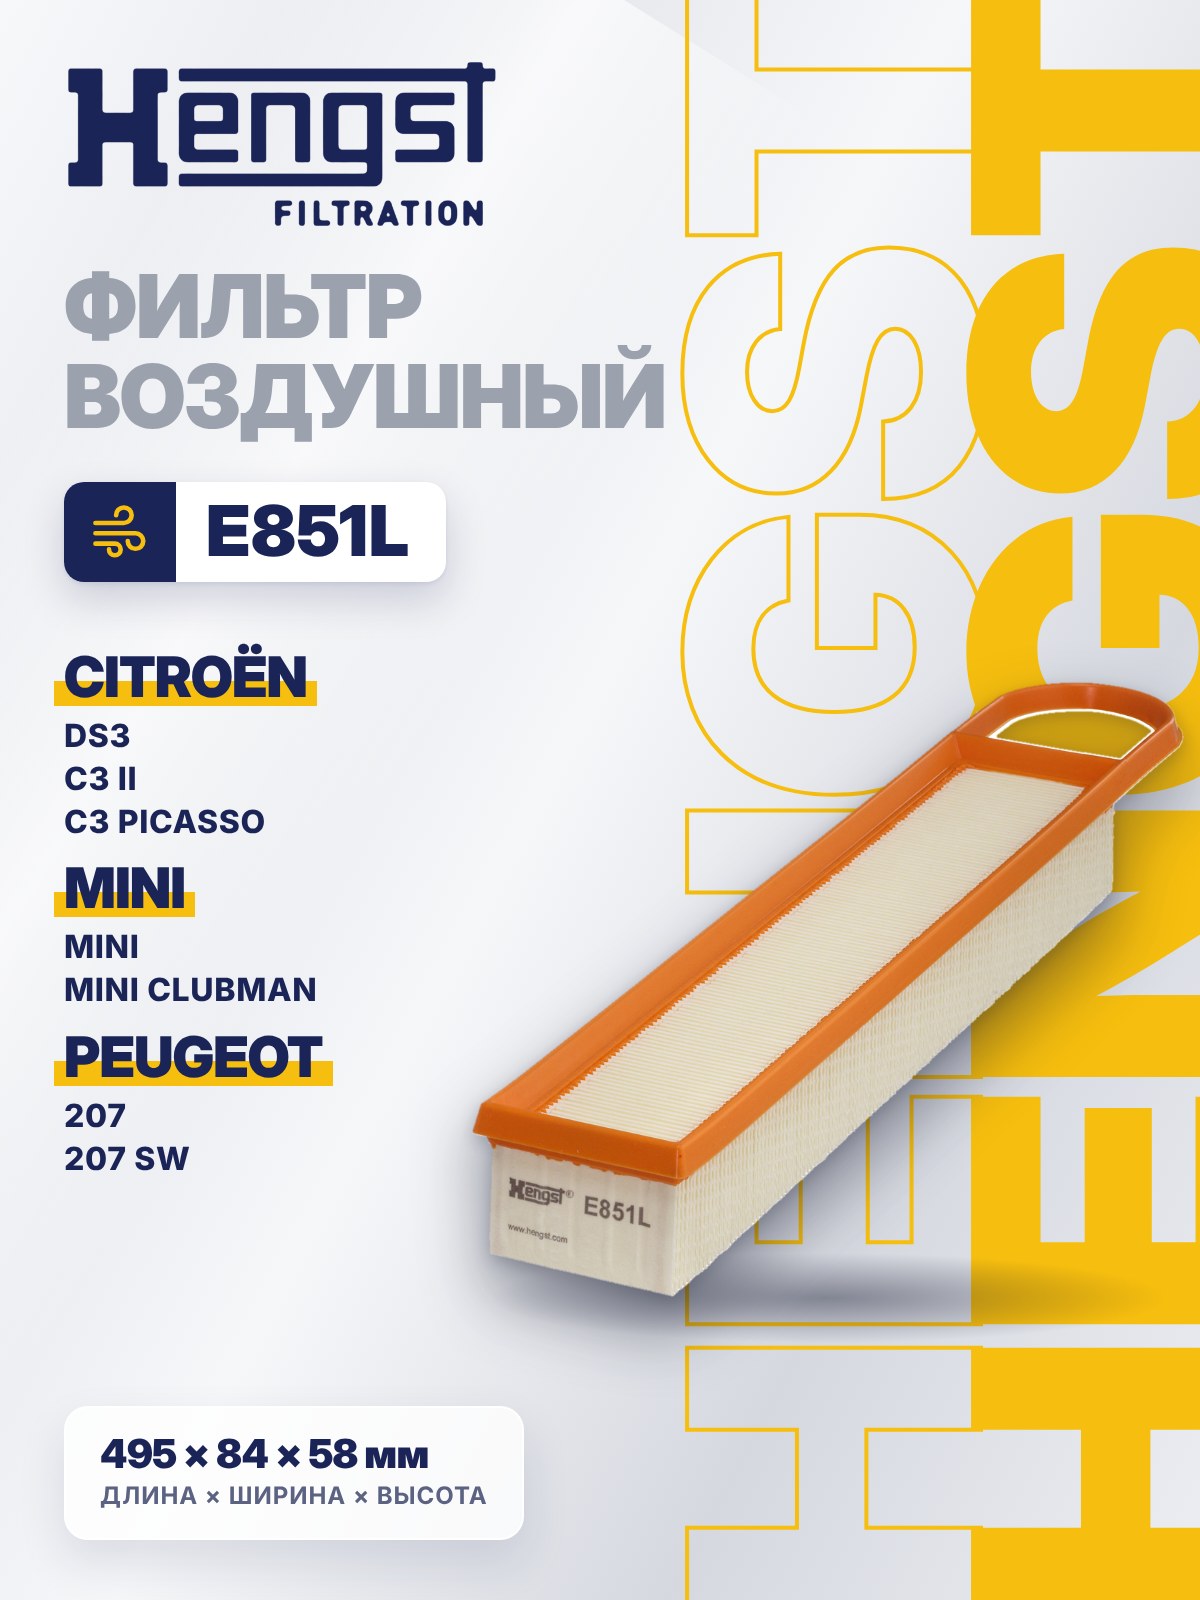 Hengst
FILTRATION
ФИЛЬТР
ВОЗДУШНЫЙ
E851L
CITROËN
DS3
C3 II
C3 PICASSO
MINI
MINI
MINI CLUBMAN
PEUGEOT
207
207 SW
495 × 84 × 58 мм
ДЛИНА × ШИРИНА × ВЫСОТА
HENGST
HENGST
Hengst® E851L
www.hengst.com